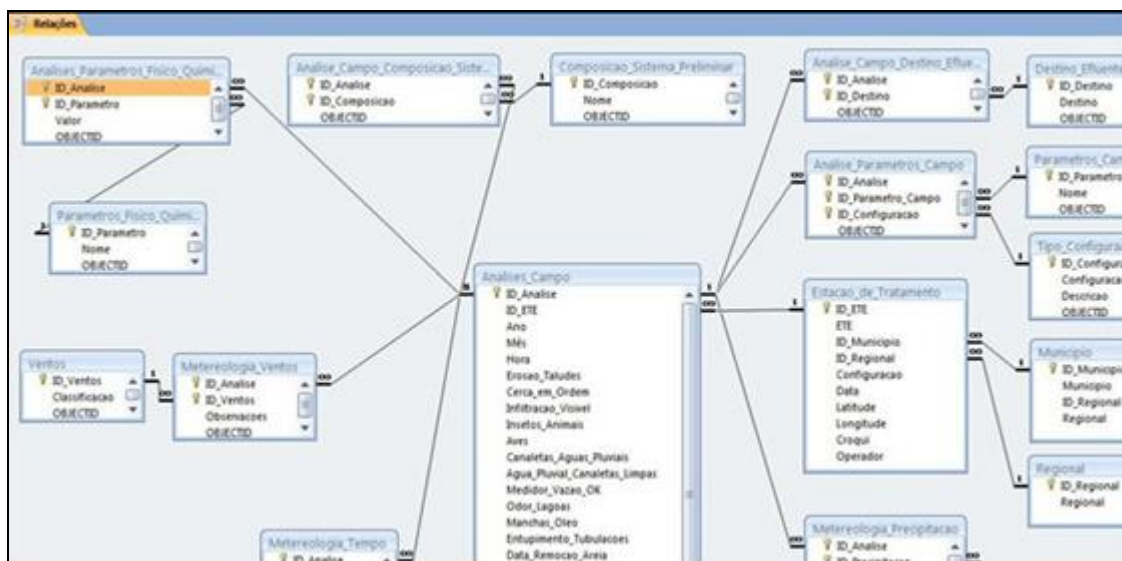 Relações
Analises_Parametros_Fisico_Quimi...
ID_Analise
ID_Parametro
Valor
OBJECTID
Analise_Campo_Composicao_Siste...
ID_Analise
ID_Composicao
OBJECTID
Composicao_Sistema_Preliminar
ID_Composicao
Nome
OBJECTID
Analise_Campo_Destino_Eflue...
ID_Analise
ID_Destino
OBJECTID
Destino_Efluente
ID_Destino
Destino
OBJECTID
Parametros_Fisico_Quimi...
ID_Parametro
Nome
OBJECTID
Analise_Parametros_Campo
ID_Analise
ID_Parametro_Campo
ID_Configuracao
OBJECTID
Parametros_Cam
ID_Parametro
Nome
OBJECTID
Tipo_Configura
ID_Configura
Configuraca
Descricao
OBJECTID
Analises_Campo
ID_Analise
ID_ETE
Ano
Mês
Hora
Erosao_Taludes
Cerca_em_Ordem
Infiltracao_Visivel
Insetos_Animais
Aves
Canaletas_Aguas_Pluviais
Agua_Pluvial_Canaletas_Limpas
Medidor_Vazao_OK
Odor_Lagoas
Manchas_Oleo
Entupimento_Tubulacoes
Data_Remocao_Areia
Estacao_de_Tratamento
ID_ETE
ETE
ID_Municipio
ID_Regional
Configuracao
Data
Latitude
Longitude
Croqui
Operador
Municipio
ID_Municipio
Municipio
ID_Regional
Regional
Regional
ID_Regional
Regional
Ventos
ID_Ventos
Classificacao
OBJECTID
Metereologia_Ventos
ID_Analise
ID_Ventos
Observacoes
OBJECTID
Metereologia_Tempo
ID_Analise
Metereologia_Precipitacao
ID_Analise
ID_Precipitacao